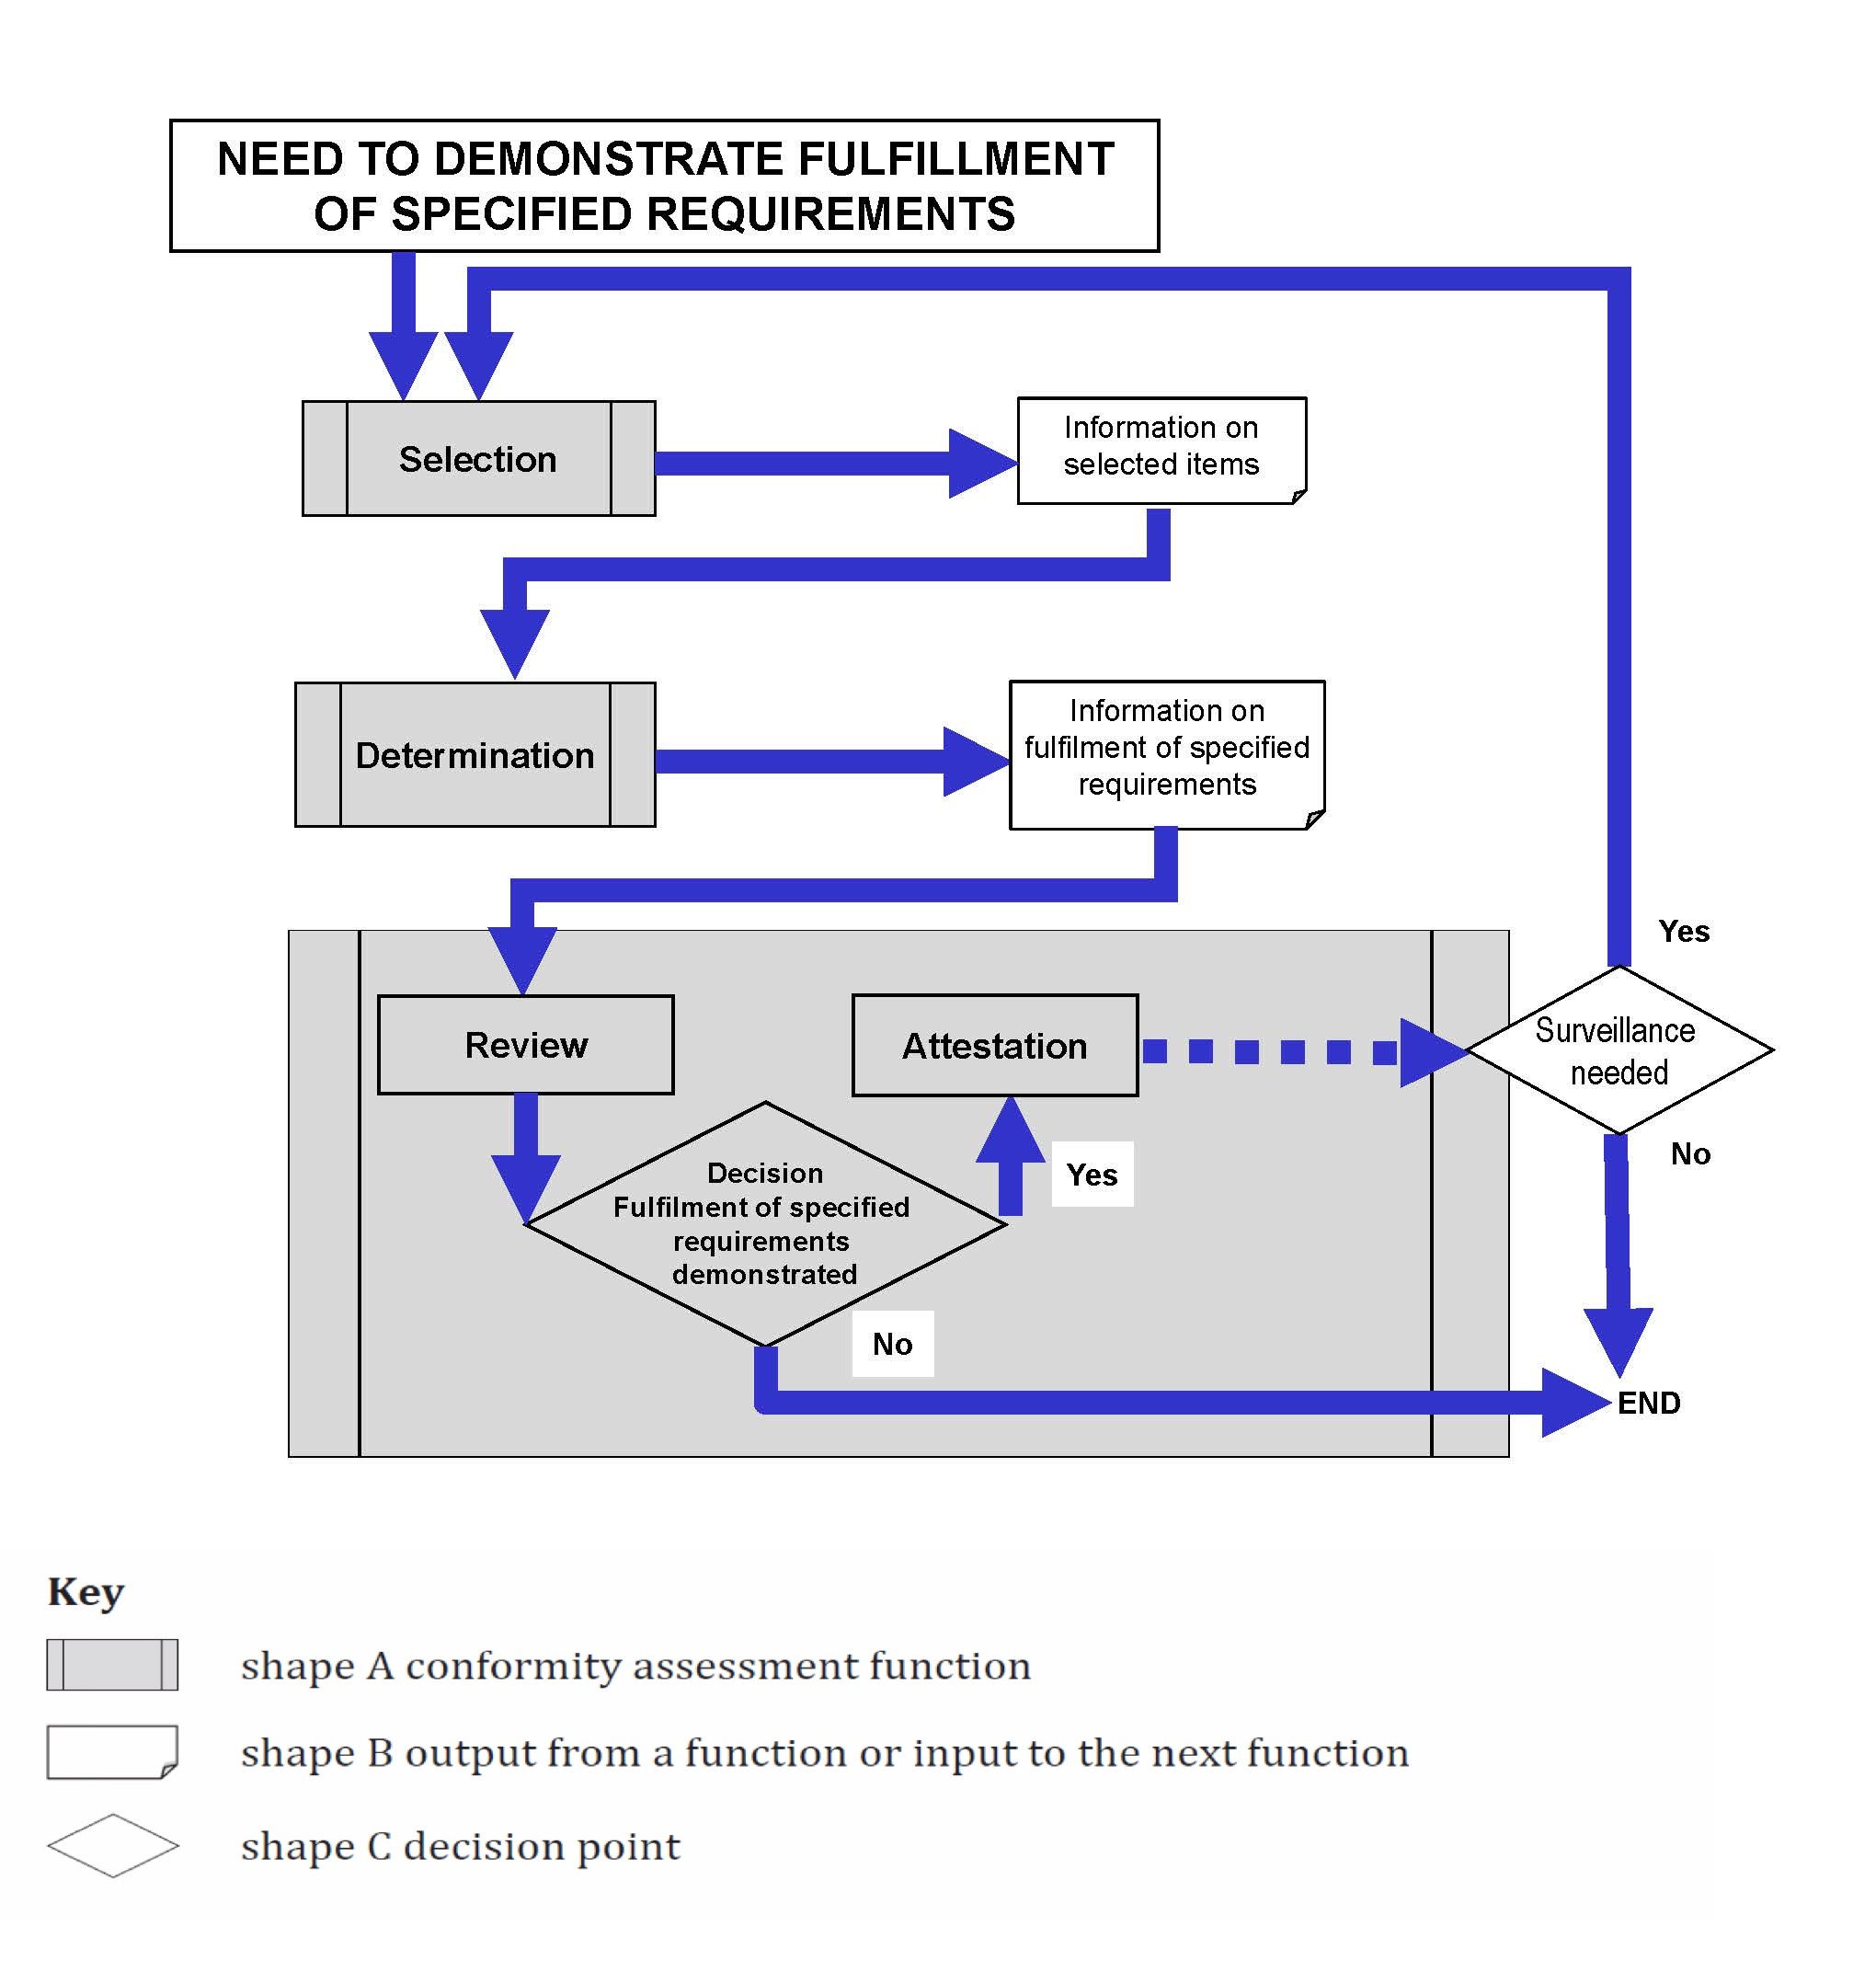 NEED TO DEMONSTRATE FULFILLMENT
OF SPECIFIED REQUIREMENTS
Selection
Information on
selected items
Determination
Information on
fulfilment of specified
requirements
Yes
Review
Attestation
Surveillance
needed
No
Decision
Fulfilment of specified
requirements
demonstrated
Yes
No
END
Key
shape A conformity assessment function
shape B output from a function or input to the next function
shape C decision point